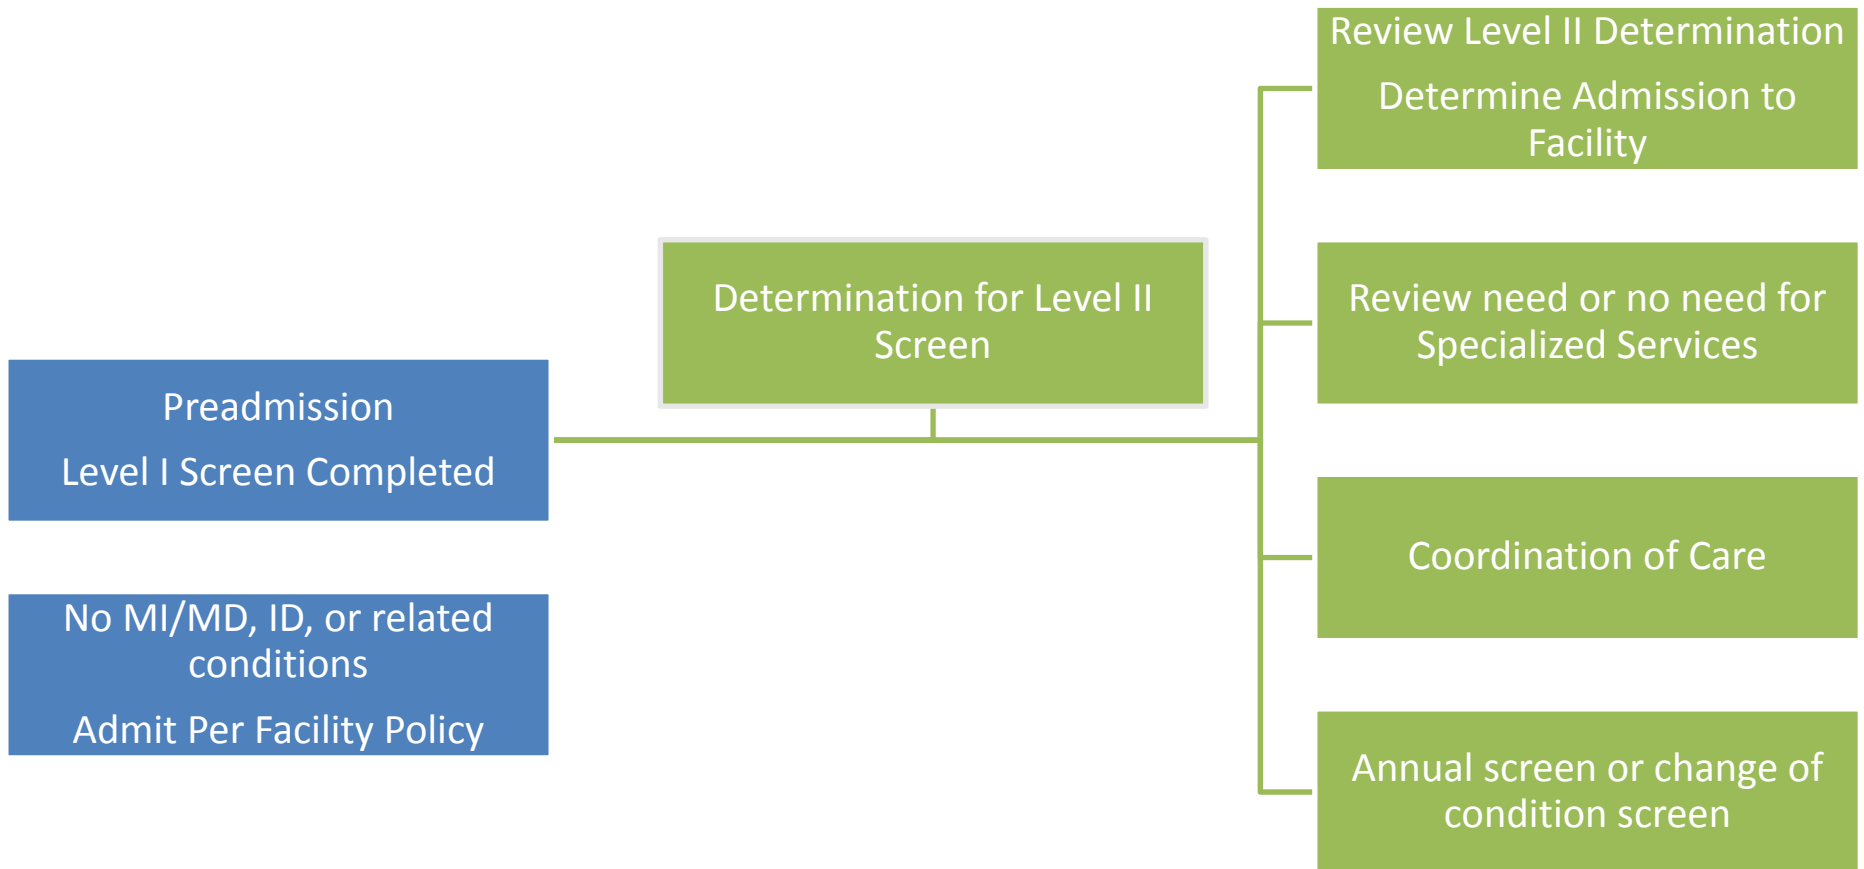 Preadmission
Level I Screen Completed
No MI/MD, ID, or related
conditions
Admit Per Facility Policy
Determination for Level II
Screen
Review Level II Determination
Determine Admission to
Facility
Review need or no need for
Specialized Services
Coordination of Care
Annual screen or change of
condition screen